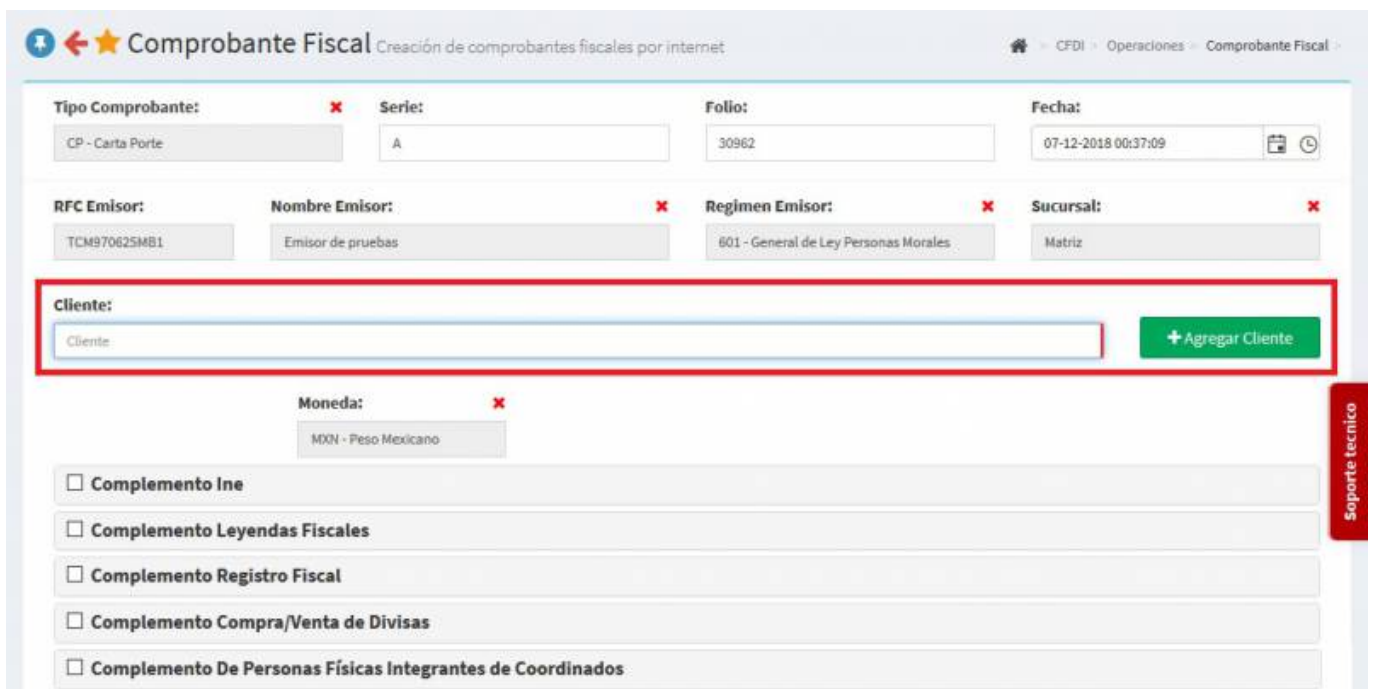 Comprobante Fiscal Creación de comprobantes fiscales por internet
CFDI > Operaciones > Comprobante Fiscal >
Tipo Comprobante: Serie: Folio: Fecha:
CP - Carta Porte A 30962 07-12-2018 00:37:09
RFC Emisor: Nombre Emisor: Regimen Emisor: Sucursal:
TCM970625MB1 Emisor de pruebas 601 - General de Ley Personas Morales Matriz
Cliente:
Cliente
+ Agregar Cliente
Moneda:
MXN - Peso Mexicano
Soporte tecnico
Complemento Ine
Complemento Leyendas Fiscales
Complemento Registro Fiscal
Complemento Compra/Venta de Divisas
Complemento De Personas Físicas Integrantes de Coordinados